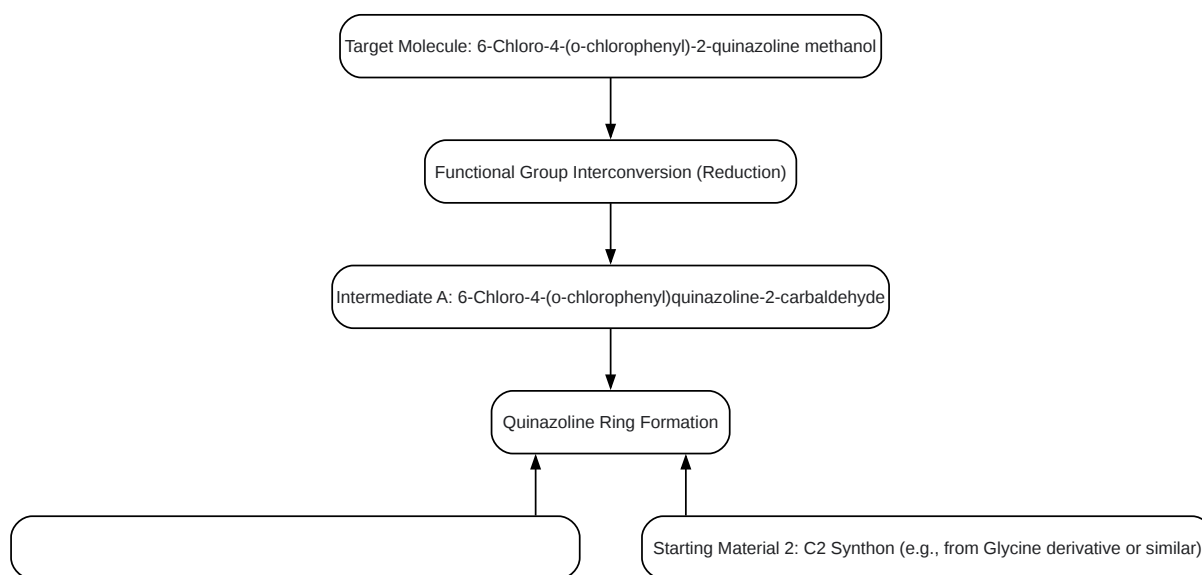 Target Molecule: 6-Chloro-4-(o-chlorophenyl)-2-quinazoline methanol
Functional Group Interconversion (Reduction)
Intermediate A: 6-Chloro-4-(o-chlorophenyl)quinazoline-2-carbaldehyde
Quinazoline Ring Formation
Starting Material 2: C2 Synthon (e.g., from Glycine derivative or similar)